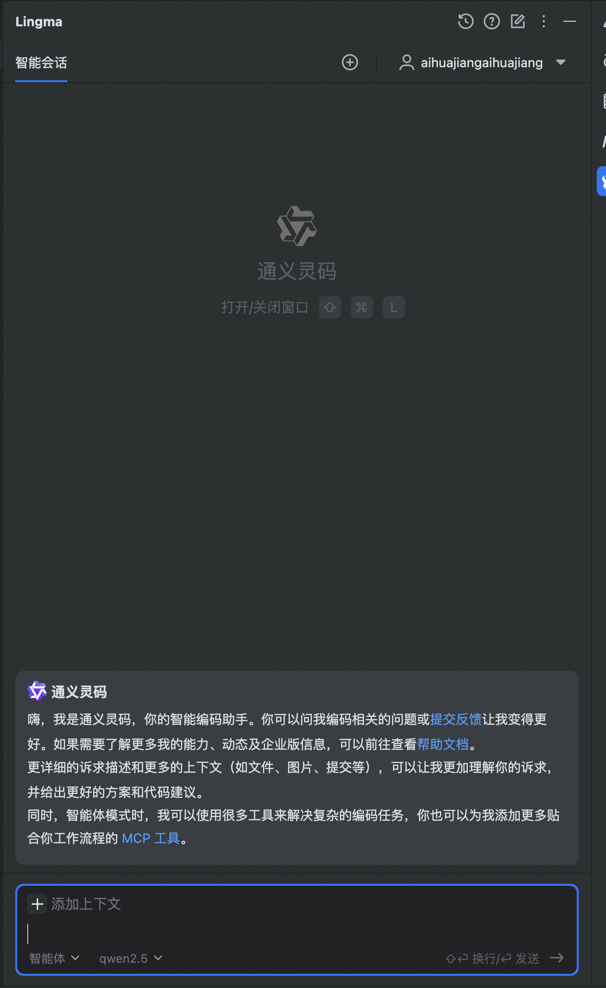 Lingma
智能会话
aihuajiangaihuajiang
通义灵码
打开/关闭窗口 ⇧ ⌘ L
通义灵码
嗨，我是通义灵码，你的智能编码助手。你可以问我编码相关的问题或提交反馈让我变得更
好。如果需要了解更多我的能力、动态及企业版信息，可以前往查看帮助文档。
更详细的诉求描述和更多的上下文（如文件、图片、提交等），可以让我更加理解你的诉求，
并给出更好的方案和代码建议。
同时，智能体模式时，我可以使用很多工具来解决复杂的编码任务，你也可以为我添加更多贴
合你工作流程的 MCP 工具。
添加上下文
智能体 qwen2.5 ⇧⏎ 换行/⏎ 发送